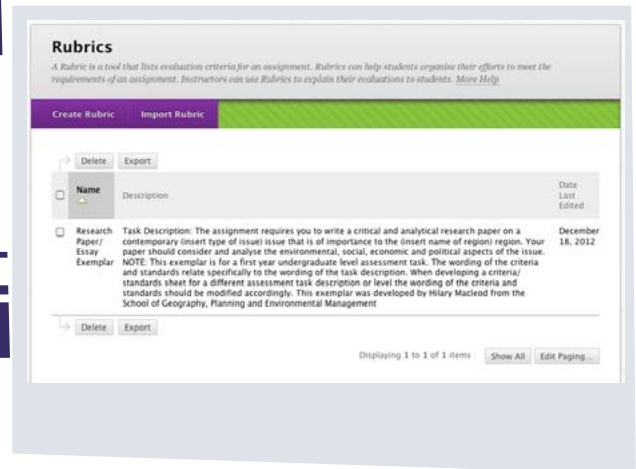 Rubrics
A Rubric is a tool that lists evaluation criteria for an assignment. Rubrics can help students organise their efforts to meet the
requirements of an assignment. Instructors can use Rubrics to explain their evaluations to students. More Help
Create Rubric Import Rubric
Delete Export
Name Description Date
Last
Edited
Research Task Description: The assignment requires you to write a critical and analytical research paper on a December
Paper/ contemporary (insert type of issue) issue that is of importance to the (insert name of region) region. Your 18, 2012
Essay paper should consider and analyse the environmental, social, economic and political aspects of the issue.
Exemplar NOTE: This exemplar is for a first year undergraduate level assessment task. The wording of the criteria
and standards relate specifically to the wording of the task description. When developing a criteria/
standards sheet for a different assessment task description or level the wording of the criteria and
standards should be modified accordingly. This exemplar was developed by Hilary Macleod from the
School of Geography, Planning and Environmental Management
Delete Export
Displaying 1 to 1 of 1 items Show All Edit Paging...